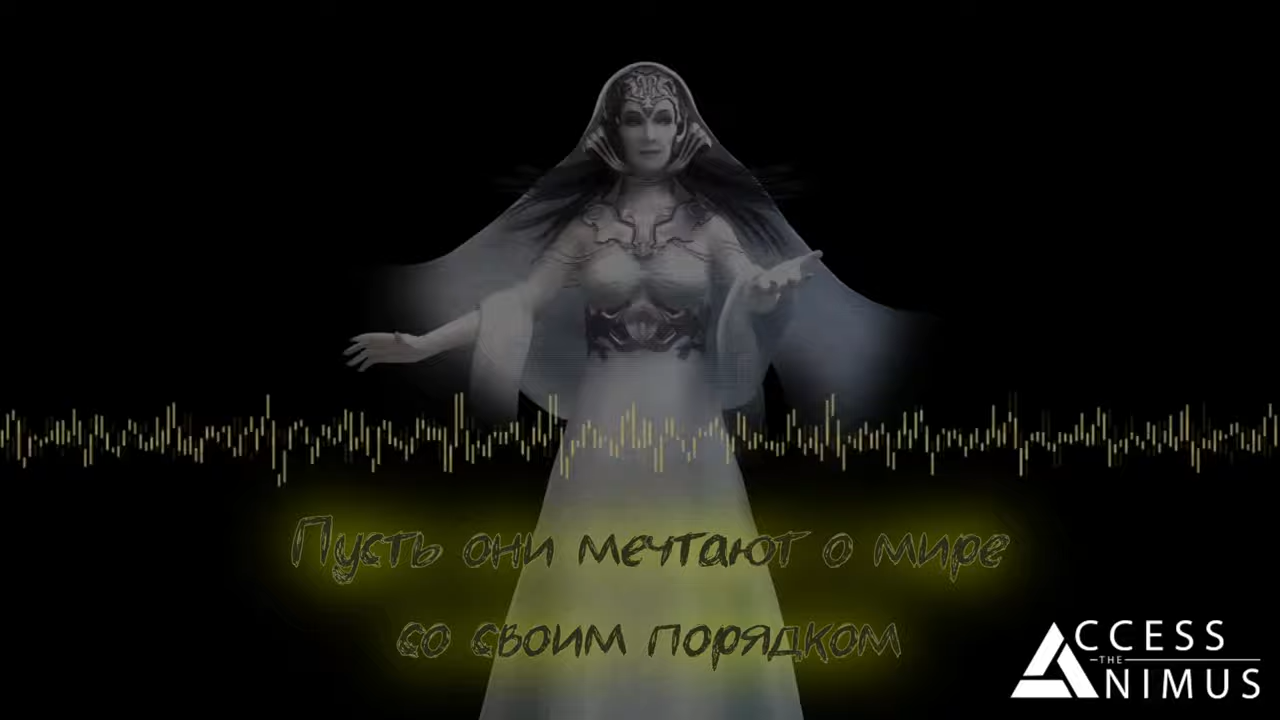 Пусть они мечтают о мире
со своим порядком
ACCESS
THE
ANIMUS